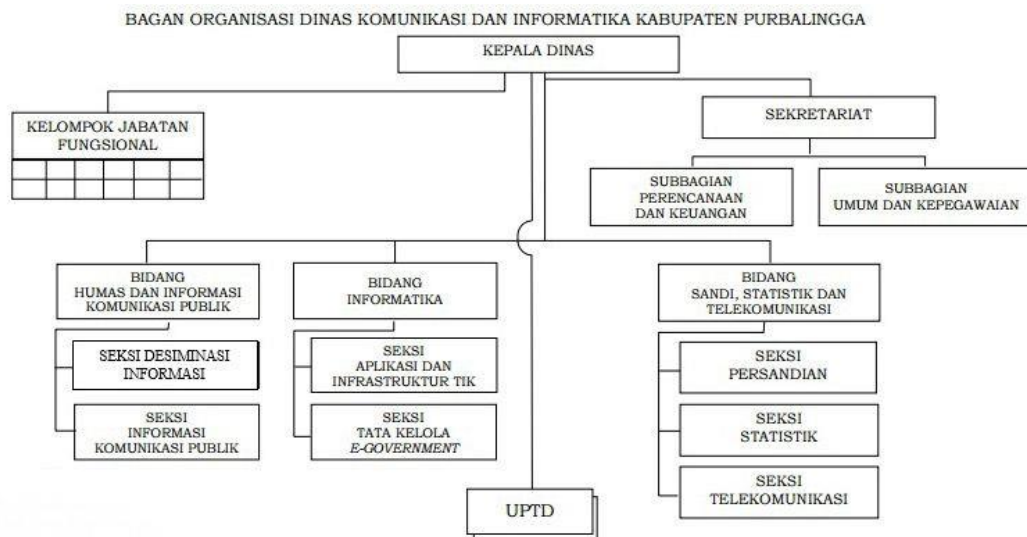 BAGAN ORGANISASI DINAS KOMUNIKASI DAN INFORMATIKA KABUPATEN PURBALINGGA
KEPALA DINAS
KELOMPOK JABATAN
FUNGSIONAL
SEKRETARIAT
SUBBAGIAN
PERENCANAAN
DAN KEUANGAN
SUBBAGIAN
UMUM DAN KEPEGAWAIAN
BIDANG
HUMAS DAN INFORMASI
KOMUNIKASI PUBLIK
SEKSI DESIMINASI
INFORMASI
SEKSI
INFORMASI
KOMUNIKASI PUBLIK
BIDANG
INFORMATIKA
SEKSI
APLIKASI DAN
INFRASTRUKTUR TIK
SEKSI
TATA KELOLA
E-GOVERNMENT
BIDANG
SANDI, STATISTIK DAN
TELEKOMUNIKASI
SEKSI
PERSANDIAN
SEKSI
STATISTIK
SEKSI
TELEKOMUNIKASI
UPTD